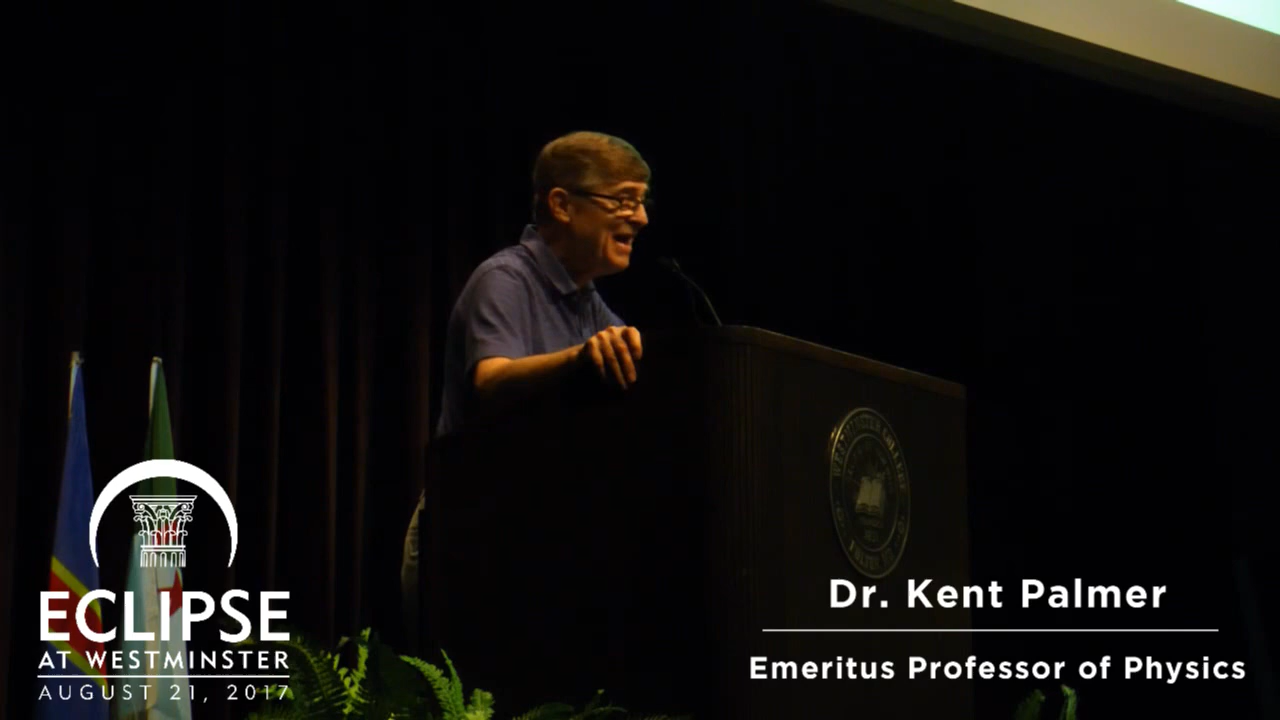 ECLIPSE
AT WESTMINSTER
AUGUST 21, 2017
Dr. Kent Palmer
Emeritus Professor of Physics